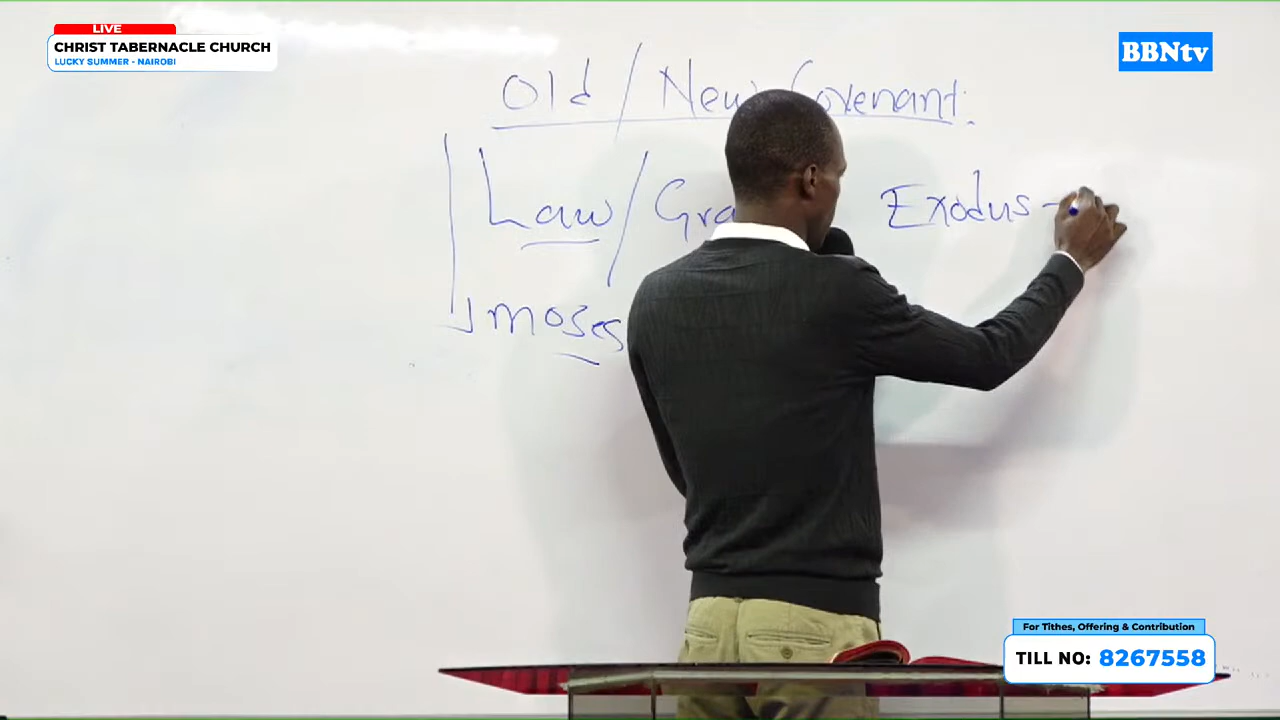 LIVE
CHRIST TABERNACLE CHURCH
LUCKY SUMMER - NAIROBI
BBNtv
Old / New Covenant:
Law / Gra
Exodus -
Moses
For Tithes, Offering & Contribution
TILL NO: 8267558